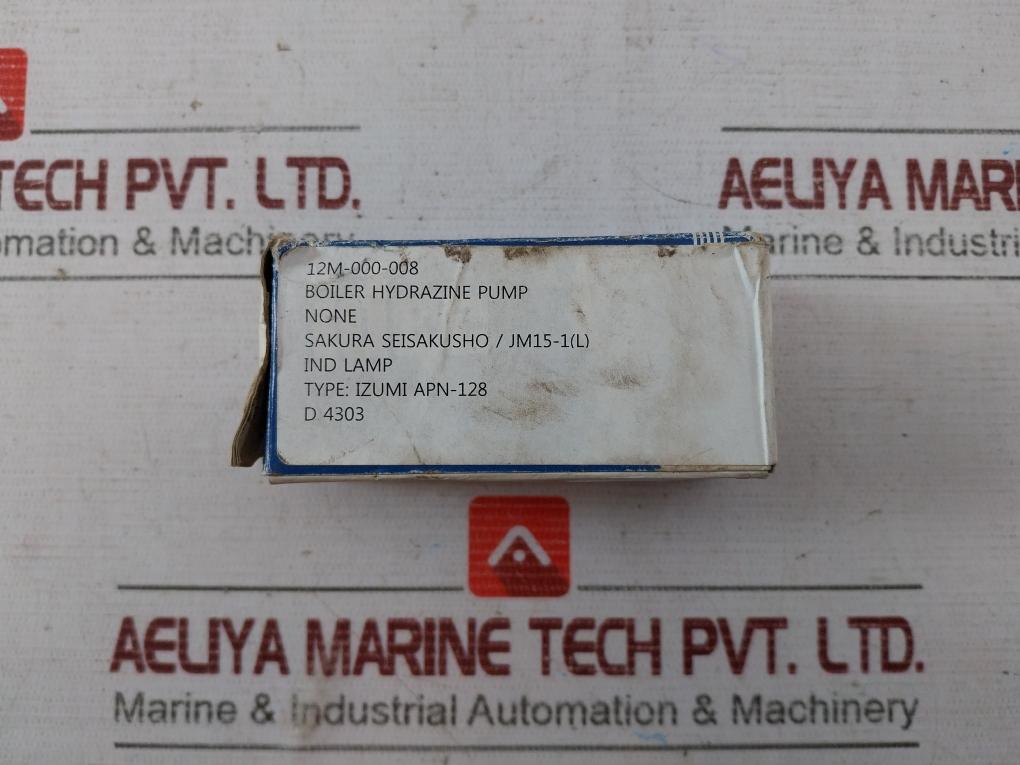 TECH PVT. LTD.
omation & Machinery
AELIYA MARI
Marine & Industri
12M-000-008
BOILER HYDRAZINE PUMP
NONE
SAKURA SEISAKUSHO / JM15-1(L)
IND LAMP
TYPE: IZUMI APN-128
D 4303
AELIYA MARINE TECH PVT. LTD.
Marine & Industrial Automation & Machinery